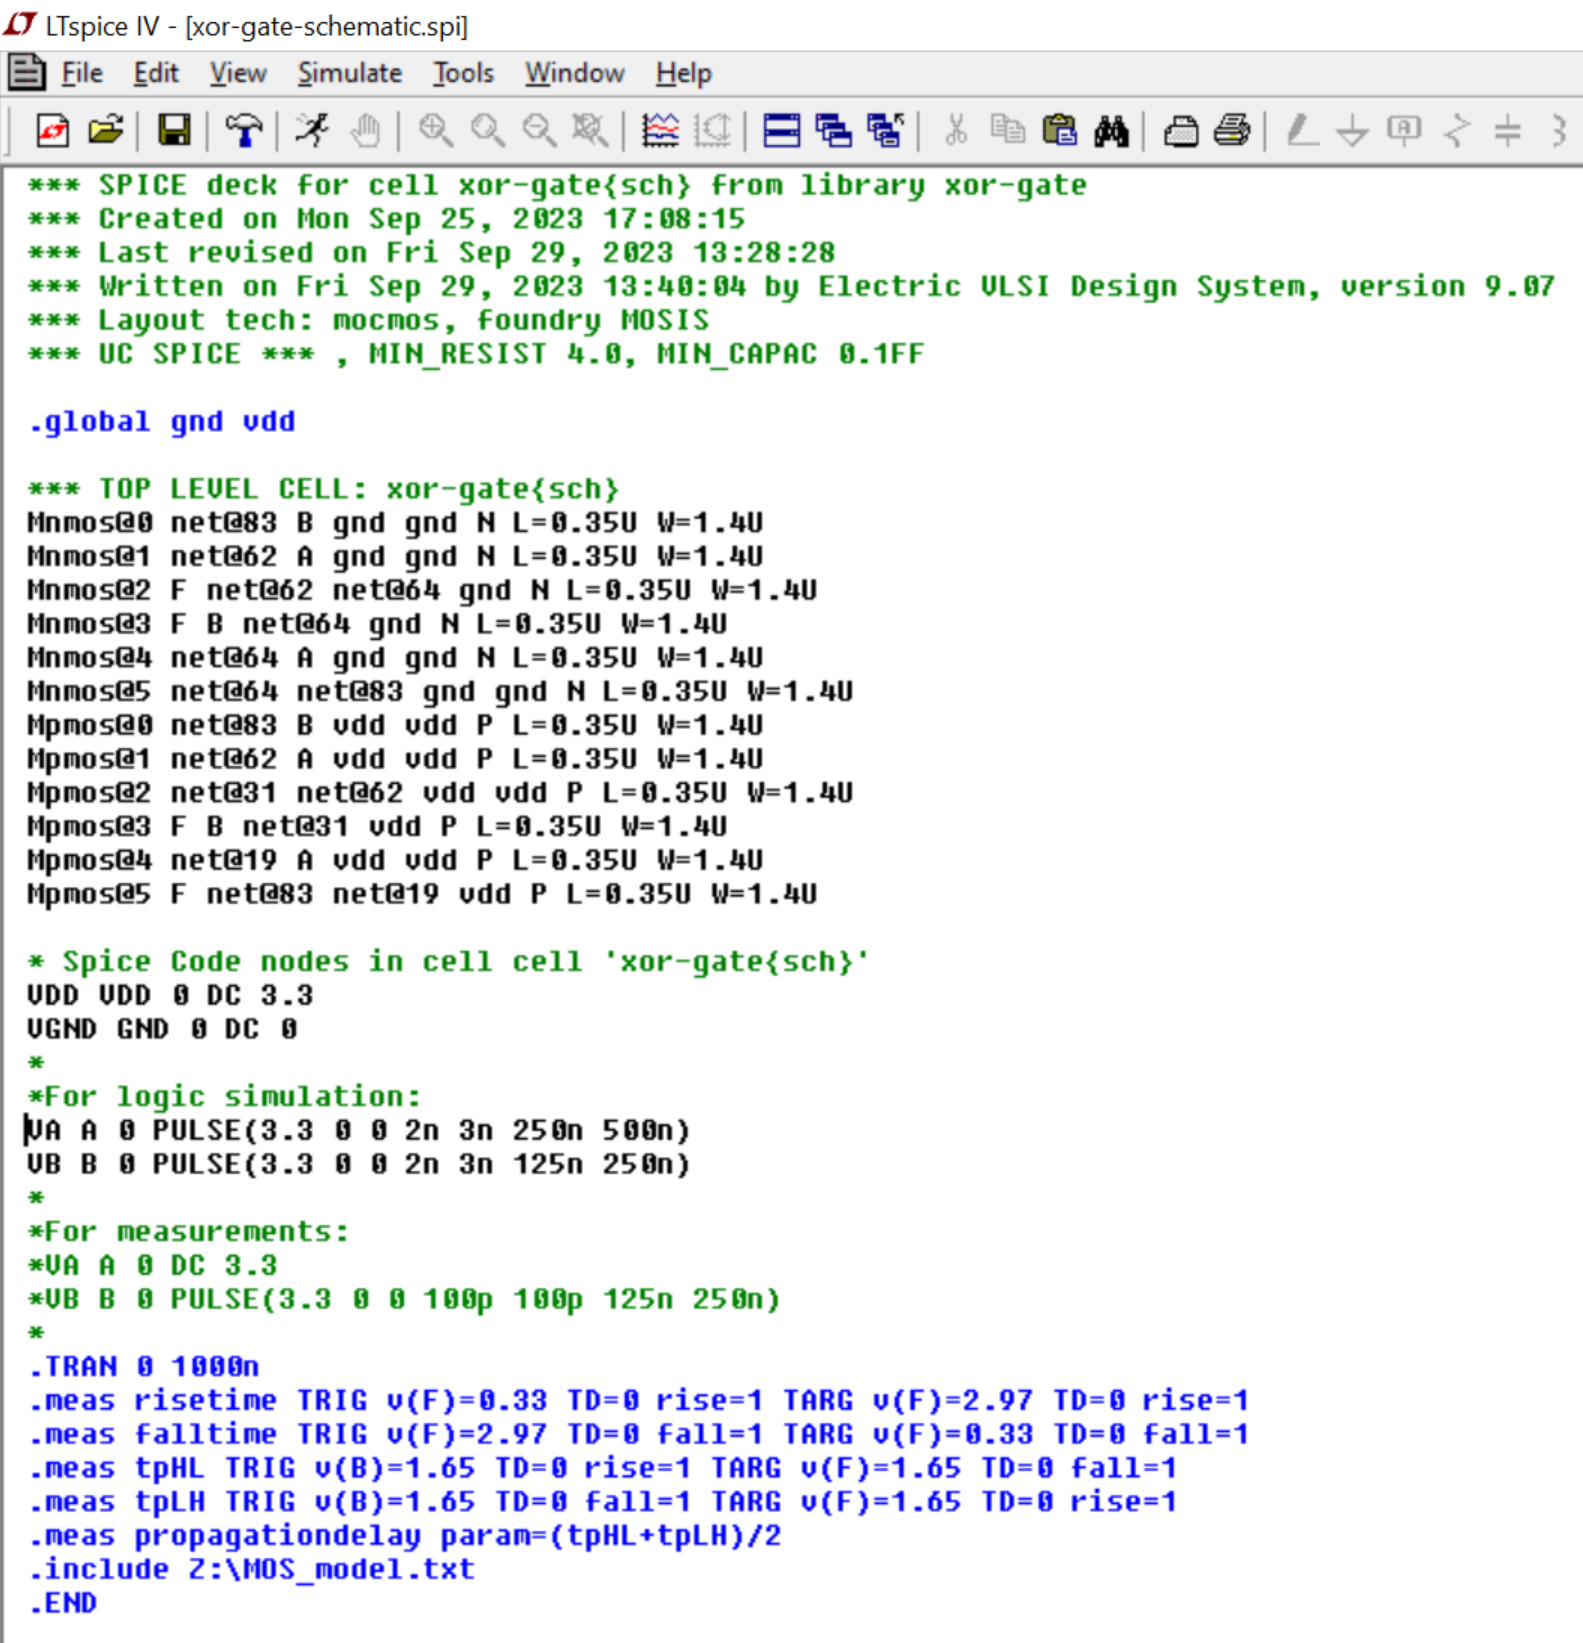 LTspice IV - [xor-gate-schematic.spi]
File Edit View Simulate Tools Window Help
*** SPICE deck for cell xor-gate{sch} from library xor-gate
*** Created on Mon Sep 25, 2023 17:08:15
*** Last revised on Fri Sep 29, 2023 13:28:28
*** Written on Fri Sep 29, 2023 13:40:04 by Electric VLSI Design System, version 9.07
*** Layout tech: mocmos, foundry MOSIS
*** UC SPICE *** , MIN_RESIST 4.0, MIN_CAPAC 0.1FF
.global gnd vdd
*** TOP LEVEL CELL: xor-gate{sch}
Mnmos@0 net@83 B gnd gnd N L=0.35U W=1.4U
Mnmos@1 net@62 A gnd gnd N L=0.35U W=1.4U
Mnmos@2 F net@62 net@64 gnd N L=0.35U W=1.4U
Mnmos@3 F B net@64 gnd N L=0.35U W=1.4U
Mnmos@4 net@64 A gnd gnd N L=0.35U W=1.4U
Mnmos@5 net@64 net@83 gnd gnd N L=0.35U W=1.4U
Mpmos@0 net@83 B vdd vdd P L=0.35U W=1.4U
Mpmos@1 net@62 A vdd vdd P L=0.35U W=1.4U
Mpmos@2 net@31 net@62 vdd vdd P L=0.35U W=1.4U
Mpmos@3 F B net@31 vdd P L=0.35U W=1.4U
Mpmos@4 net@19 A vdd vdd P L=0.35U W=1.4U
Mpmos@5 F net@83 net@19 vdd P L=0.35U W=1.4U
* Spice Code nodes in cell cell 'xor-gate{sch}'
VDD VDD 0 DC 3.3
VGND GND 0 DC 0
*
*For logic simulation:
VA A 0 PULSE(3.3 0 0 2n 3n 250n 500n)
VB B 0 PULSE(3.3 0 0 2n 3n 125n 250n)
*
*For measurements:
*VA A 0 DC 3.3
*VB B 0 PULSE(3.3 0 0 100p 100p 125n 250n)
*
.TRAN 0 1000n
.meas risetime TRIG v(F)=0.33 TD=0 rise=1 TARG v(F)=2.97 TD=0 rise=1
.meas falltime TRIG v(F)=2.97 TD=0 fall=1 TARG v(F)=0.33 TD=0 fall=1
.meas tpHL TRIG v(B)=1.65 TD=0 rise=1 TARG v(F)=1.65 TD=0 fall=1
.meas tpLH TRIG v(B)=1.65 TD=0 fall=1 TARG v(F)=1.65 TD=0 rise=1
.meas propagationdelay param=(tpHL+tpLH)/2
.include Z:\MOS_model.txt
.END